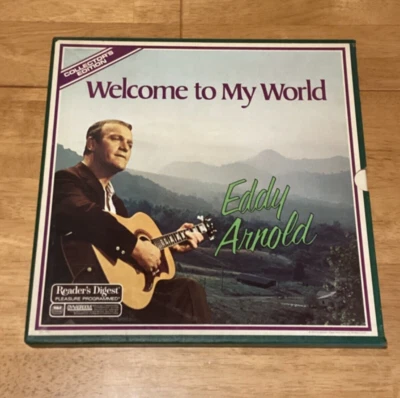 COLLECTOR'S
EDITION
Welcome to My World
Eddy
Arnold
Reader's Digest
PLEASURE PROGRAMMED